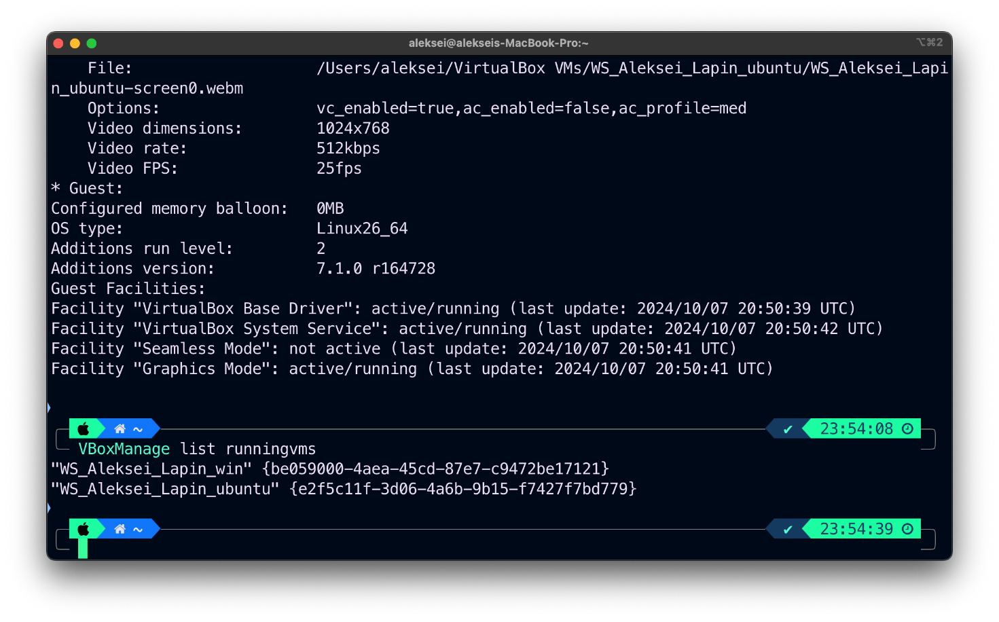 aleksei@alekseis-MacBook-Pro:~
⌥⌘2
File: /Users/aleksei/VirtualBox VMs/WS_Aleksei_Lapin_ubuntu/WS_Aleksei_Lapi
n_ubuntu-screen0.webm
Options: vc_enabled=true,ac_enabled=false,ac_profile=med
Video dimensions: 1024x768
Video rate: 512kbps
Video FPS: 25fps
* Guest:
Configured memory balloon: 0MB
OS type: Linux26_64
Additions run level: 2
Additions version: 7.1.0 r164728
Guest Facilities:
Facility "VirtualBox Base Driver": active/running (last update: 2024/10/07 20:50:39 UTC)
Facility "VirtualBox System Service": active/running (last update: 2024/10/07 20:50:42 UTC)
Facility "Seamless Mode": not active (last update: 2024/10/07 20:50:41 UTC)
Facility "Graphics Mode": active/running (last update: 2024/10/07 20:50:41 UTC)
~ ✔ 23:54:08
VBoxManage list runningvms
"WS_Aleksei_Lapin_win" {be059000-4aea-45cd-87e7-c9472be17121}
"WS_Aleksei_Lapin_ubuntu" {e2f5c11f-3d06-4a6b-9b15-f7427f7bd779}
~ ✔ 23:54:39